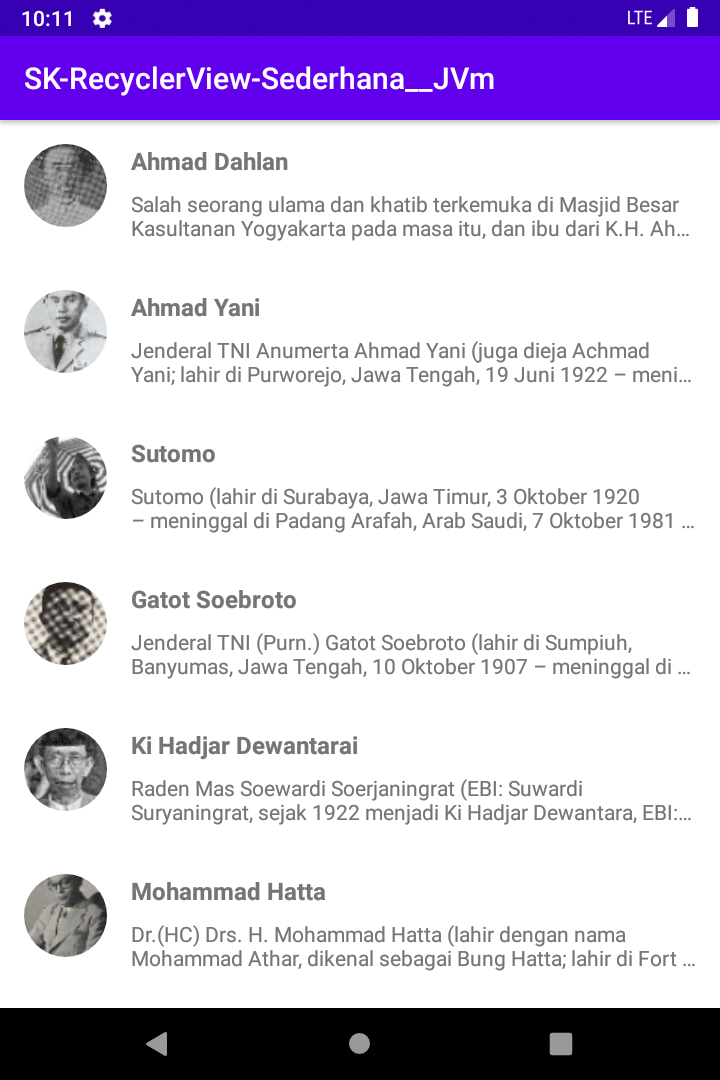 10:11 LTE
SK-RecyclerView-Sederhana__JVm
Ahmad Dahlan
Salah seorang ulama dan khatib terkemuka di Masjid Besar
Kasultanan Yogyakarta pada masa itu, dan ibu dari K.H. Ah…
Ahmad Yani
Jenderal TNI Anumerta Ahmad Yani (juga dieja Achmad
Yani; lahir di Purworejo, Jawa Tengah, 19 Juni 1922 – meni…
Sutomo
Sutomo (lahir di Surabaya, Jawa Timur, 3 Oktober 1920
– meninggal di Padang Arafah, Arab Saudi, 7 Oktober 1981 …
Gatot Soebroto
Jenderal TNI (Purn.) Gatot Soebroto (lahir di Sumpiuh,
Banyumas, Jawa Tengah, 10 Oktober 1907 – meninggal di …
Ki Hadjar Dewantarai
Raden Mas Soewardi Soerjaningrat (EBI: Suwardi
Suryaningrat, sejak 1922 menjadi Ki Hadjar Dewantara, EBI:…
Mohammad Hatta
Dr.(HC) Drs. H. Mohammad Hatta (lahir dengan nama
Mohammad Athar, dikenal sebagai Bung Hatta; lahir di Fort …